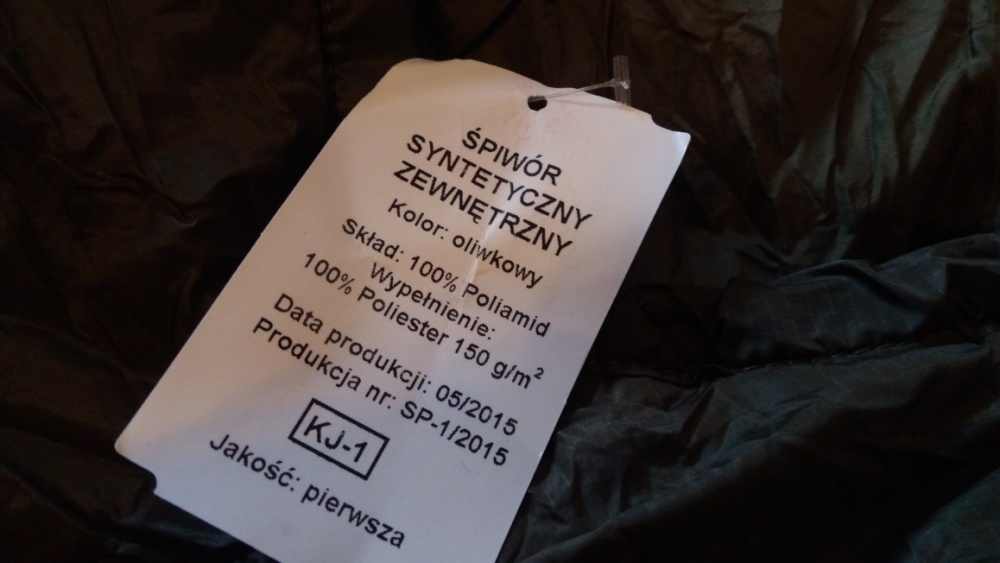 ŚPIWÓR
SYNTETYCZNY
ZEWNĘTRZNY
Kolor: oliwkowy
Skład: 100% Poliamid
Wypełnienie:
100% Poliester 150 g/m²
Data produkcji: 05/2015
Produkcja nr: SP-1/2015
KJ-1
Jakość: pierwsza